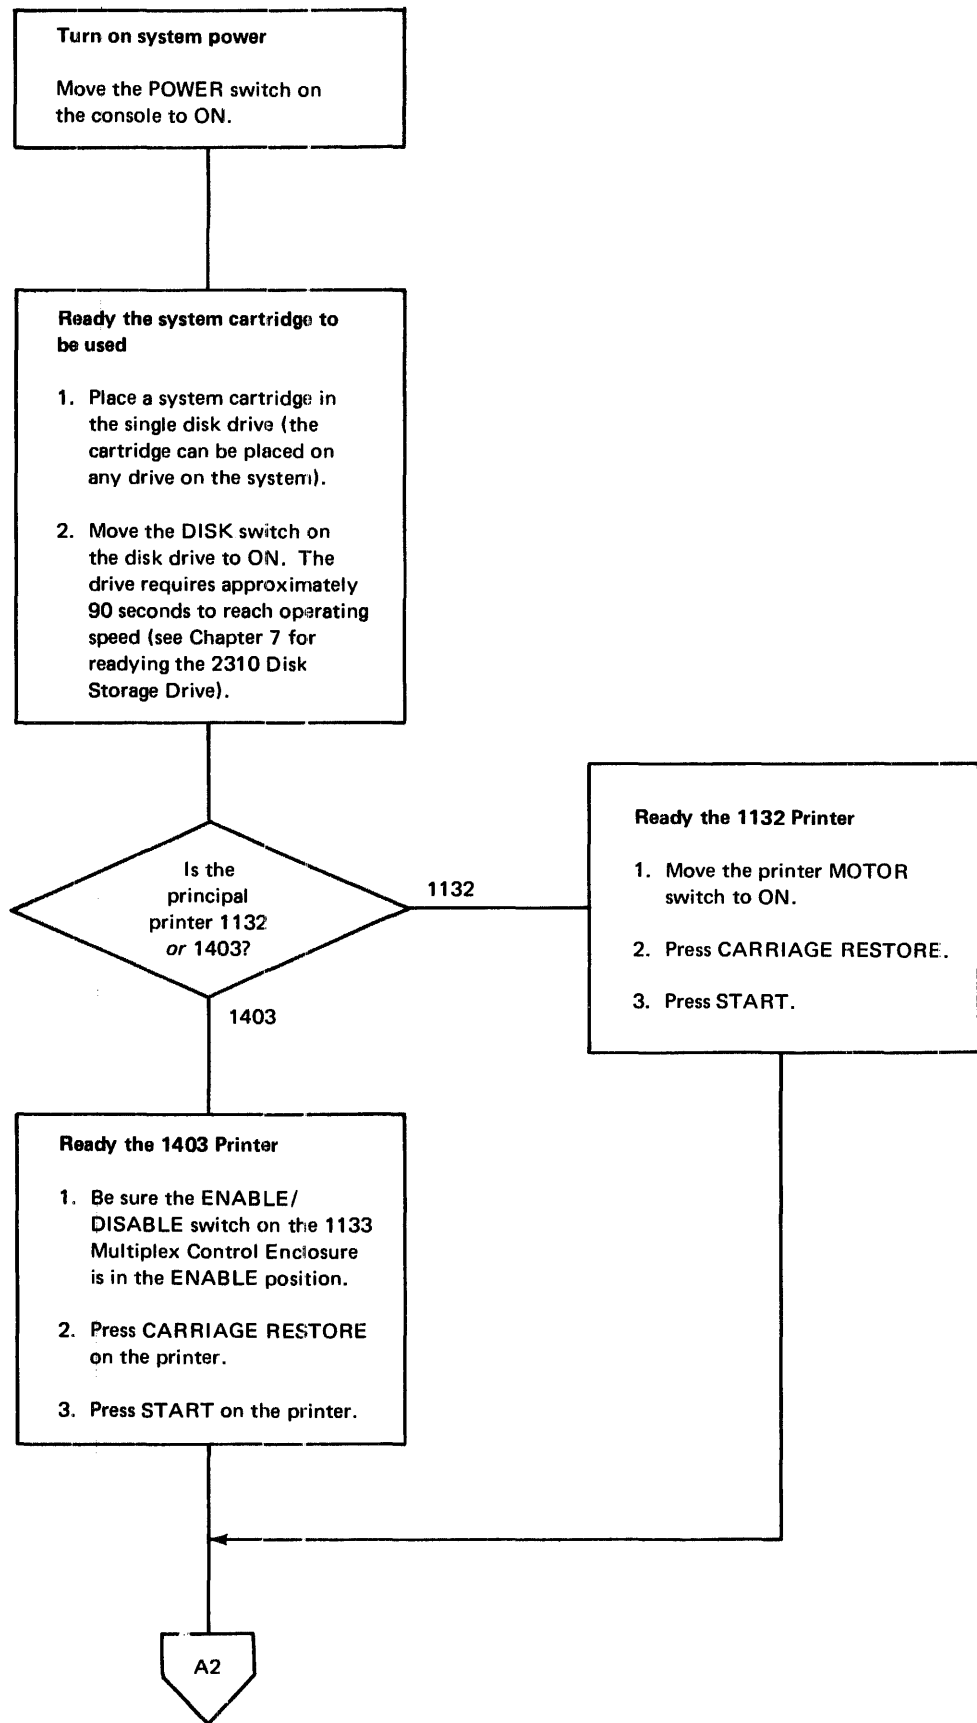 Turn on system power
Move the POWER switch on
the console to ON.
Ready the system cartridge to
be used
1. Place a system cartridge in
the single disk drive (the
cartridge can be placed on
any drive on the system).
2. Move the DISK switch on
the disk drive to ON. The
drive requires approximately
90 seconds to reach operating
speed (see Chapter 7 for
readying the 2310 Disk
Storage Drive).
Is the
principal
printer 1132
or 1403?
1132
Ready the 1132 Printer
1. Move the printer MOTOR
switch to ON.
2. Press CARRIAGE RESTORE.
3. Press START.
1403
Ready the 1403 Printer
1. Be sure the ENABLE/
DISABLE switch on the 1133
Multiplex Control Enclosure
is in the ENABLE position.
2. Press CARRIAGE RESTORE
on the printer.
3. Press START on the printer.
A2